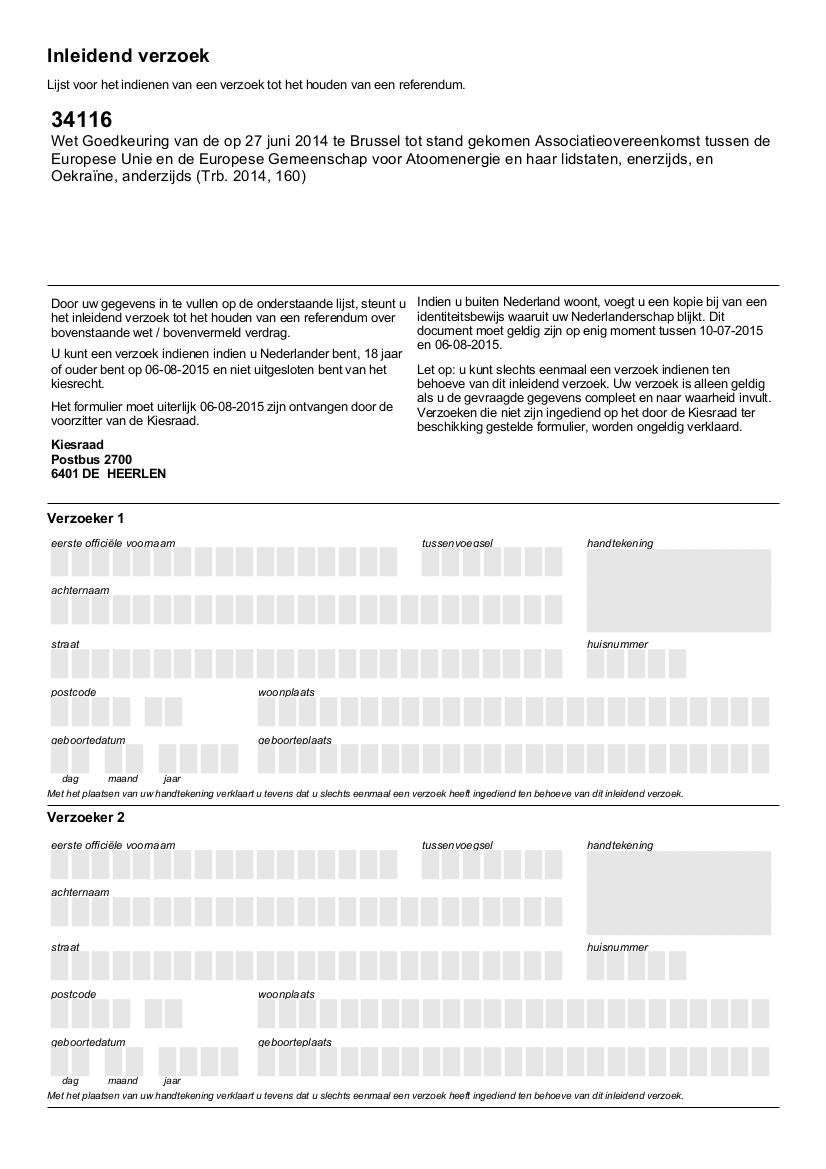 Inleidend verzoek
Lijst voor het indienen van een verzoek tot het houden van een referendum.
34116
Wet Goedkeuring van de op 27 juni 2014 te Brussel tot stand gekomen Associatieovereenkomst tussen de
Europese Unie en de Europese Gemeenschap voor Atoomenergie en haar lidstaten, enerzijds, en
Oekraïne, anderzijds (Trb. 2014, 160)
Door uw gegevens in te vullen op de onderstaande lijst, steunt u
het inleidend verzoek tot het houden van een referendum over
bovenstaande wet / bovenvermeld verdrag.
U kunt een verzoek indienen indien u Nederlander bent, 18 jaar
of ouder bent op 06-08-2015 en niet uitgesloten bent van het
kiesrecht.
Het formulier moet uiterlijk 06-08-2015 zijn ontvangen door de
voorzitter van de Kiesraad.
Kiesraad
Postbus 2700
6401 DE HEERLEN
Indien u buiten Nederland woont, voegt u een kopie bij van een
identiteitsbewijs waaruit uw Nederlanderschap blijkt. Dit
document moet geldig zijn op enig moment tussen 10-07-2015
en 06-08-2015.
Let op: u kunt slechts eenmaal een verzoek indienen ten
behoeve van dit inleidend verzoek. Uw verzoek is alleen geldig
als u de gevraagde gegevens compleet en naar waarheid invult.
Verzoeken die niet zijn ingediend op het door de Kiesraad ter
beschikking gestelde formulier, worden ongeldig verklaard.
Verzoeker 1
eerste officiële voornaam tussenvoegsel handtekening
achternaam
straat huisnummer
postcode woonplaats
geboortedatum geboorteplaats
dag maand jaar
Met het plaatsen van uw handtekening verklaart u tevens dat u slechts eenmaal een verzoek heeft ingediend ten behoeve van dit inleidend verzoek.
Verzoeker 2
eerste officiële voornaam tussenvoegsel handtekening
achternaam
straat huisnummer
postcode woonplaats
geboortedatum geboorteplaats
dag maand jaar
Met het plaatsen van uw handtekening verklaart u tevens dat u slechts eenmaal een verzoek heeft ingediend ten behoeve van dit inleidend verzoek.